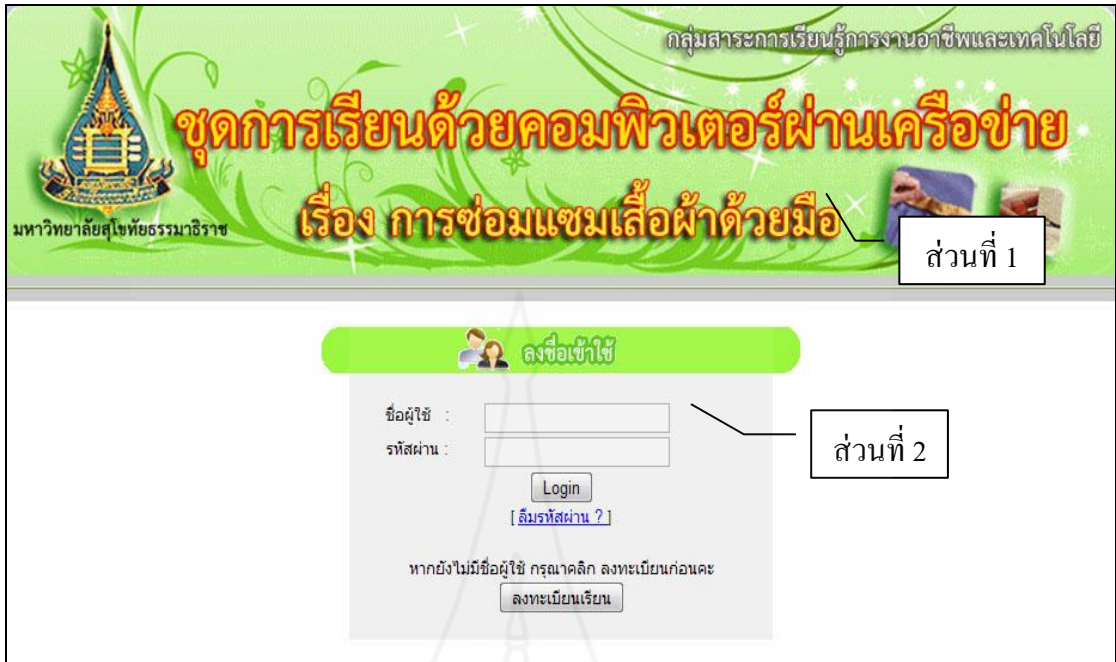 กลุ่มสาระการเรียนรู้การงานอาชีพและเทคโนโลยี
ชุดการเรียนด้วยคอมพิวเตอร์ผ่านเครือข่าย
เรื่อง การซ่อมแซมเสื้อผ้าด้วยมือ
มหาวิทยาลัยสุโขทัยธรรมาธิราช
ส่วนที่ 1
ลงชื่อเข้าใช้
ชื่อผู้ใช้ :
รหัสผ่าน :
ส่วนที่ 2
Login
[ ลืมรหัสผ่าน ? ]
หากยังไม่มีชื่อผู้ใช้ กรุณาคลิก ลงทะเบียนก่อนคะ
ลงทะเบียนเรียน